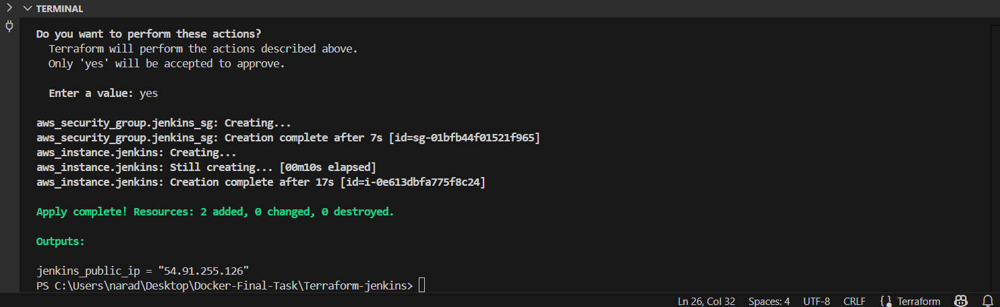 TERMINAL
Do you want to perform these actions?
Terraform will perform the actions described above.
Only 'yes' will be accepted to approve.
Enter a value: yes
aws_security_group.jenkins_sg: Creating...
aws_security_group.jenkins_sg: Creation complete after 7s [id=sg-01bfb44f01521f965]
aws_instance.jenkins: Creating...
aws_instance.jenkins: Still creating... [00m10s elapsed]
aws_instance.jenkins: Creation complete after 17s [id=i-0e613dbfa775f8c24]
Apply complete! Resources: 2 added, 0 changed, 0 destroyed.
Outputs:
jenkins_public_ip = "54.91.255.126"
PS C:\Users\narad\Desktop\Docker-Final-Task\Terraform-jenkins>
Ln 26, Col 32 Spaces: 4 UTF-8 CRLF Terraform